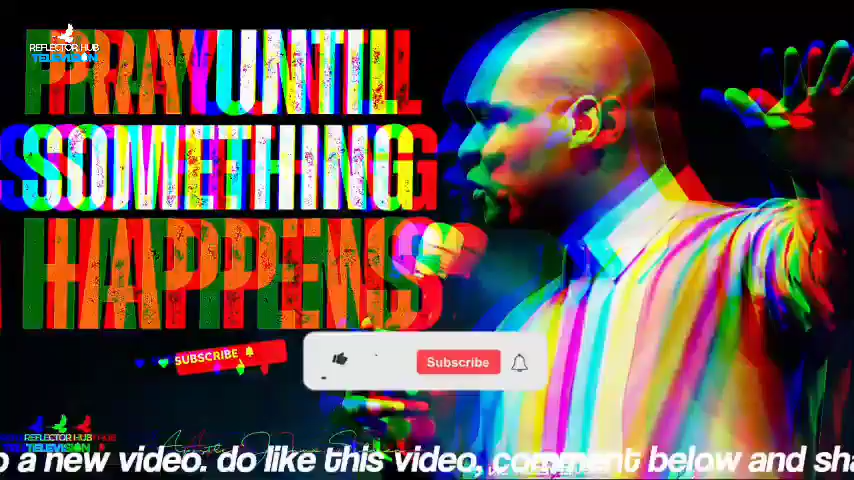 REFLECTOR HUB
TELEVISION
PRAY UNTIL
SOMETHING
HAPPENS
SUBSCRIBE
Subscribe
REFLECTOR HUB
TELEVISION
o a new video. do like this video, comment below and sha